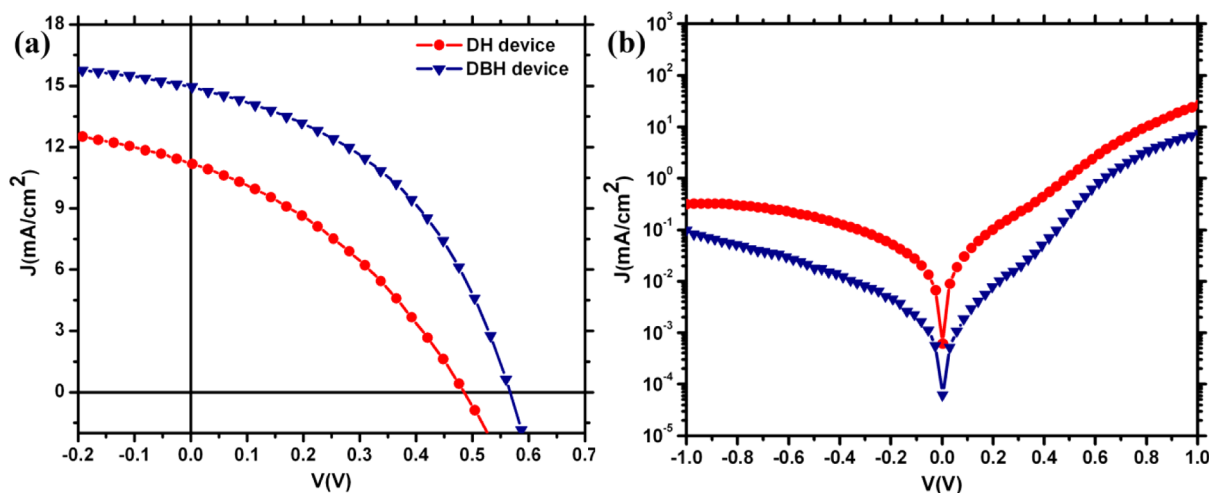 (a)
J(mA/cm²)
18
15
12
9
6
3
0
DH device
DBH device
-0.2 -0.1 0.0 0.1 0.2 0.3 0.4 0.5 0.6 0.7
V(V)
(b)
J(mA/cm²)
10³
10²
10¹
10⁰
10⁻¹
10⁻²
10⁻³
10⁻⁴
10⁻⁵
-1.0 -0.8 -0.6 -0.4 -0.2 0.0 0.2 0.4 0.6 0.8 1.0
V(V)